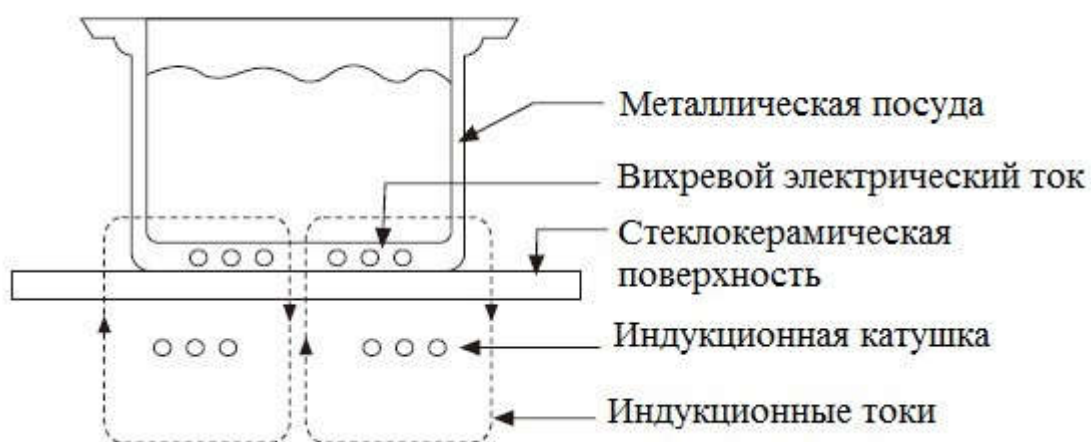 Металлическая посуда
Вихревой электрический ток
Стеклокерамическая
поверхность
Индукционная катушка
Индукционные токи